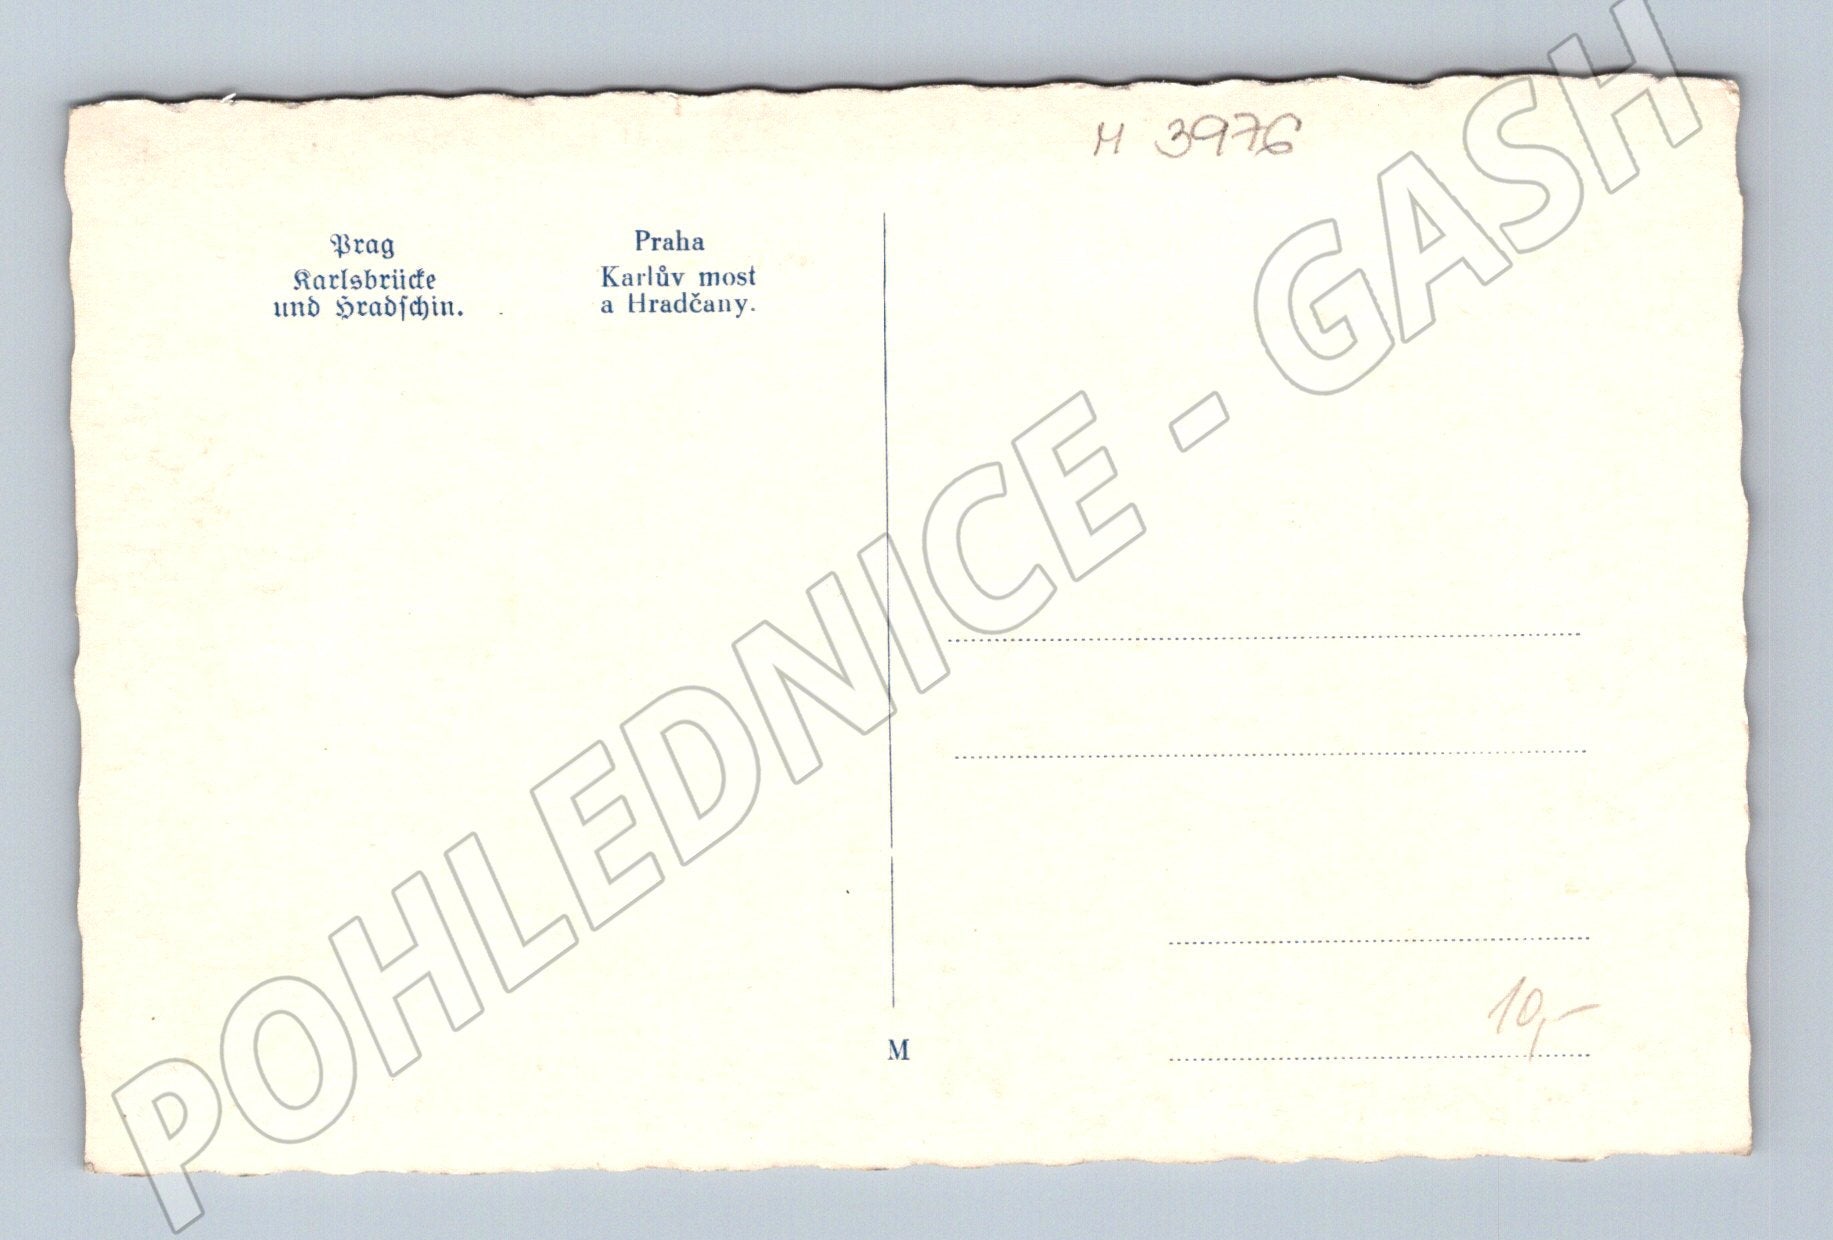 M 3976
Prag
Karlsbrücke
und Hradschin.
Praha
Karlův most
a Hradčany.
POHLEDNICE - GASH
M
10,-